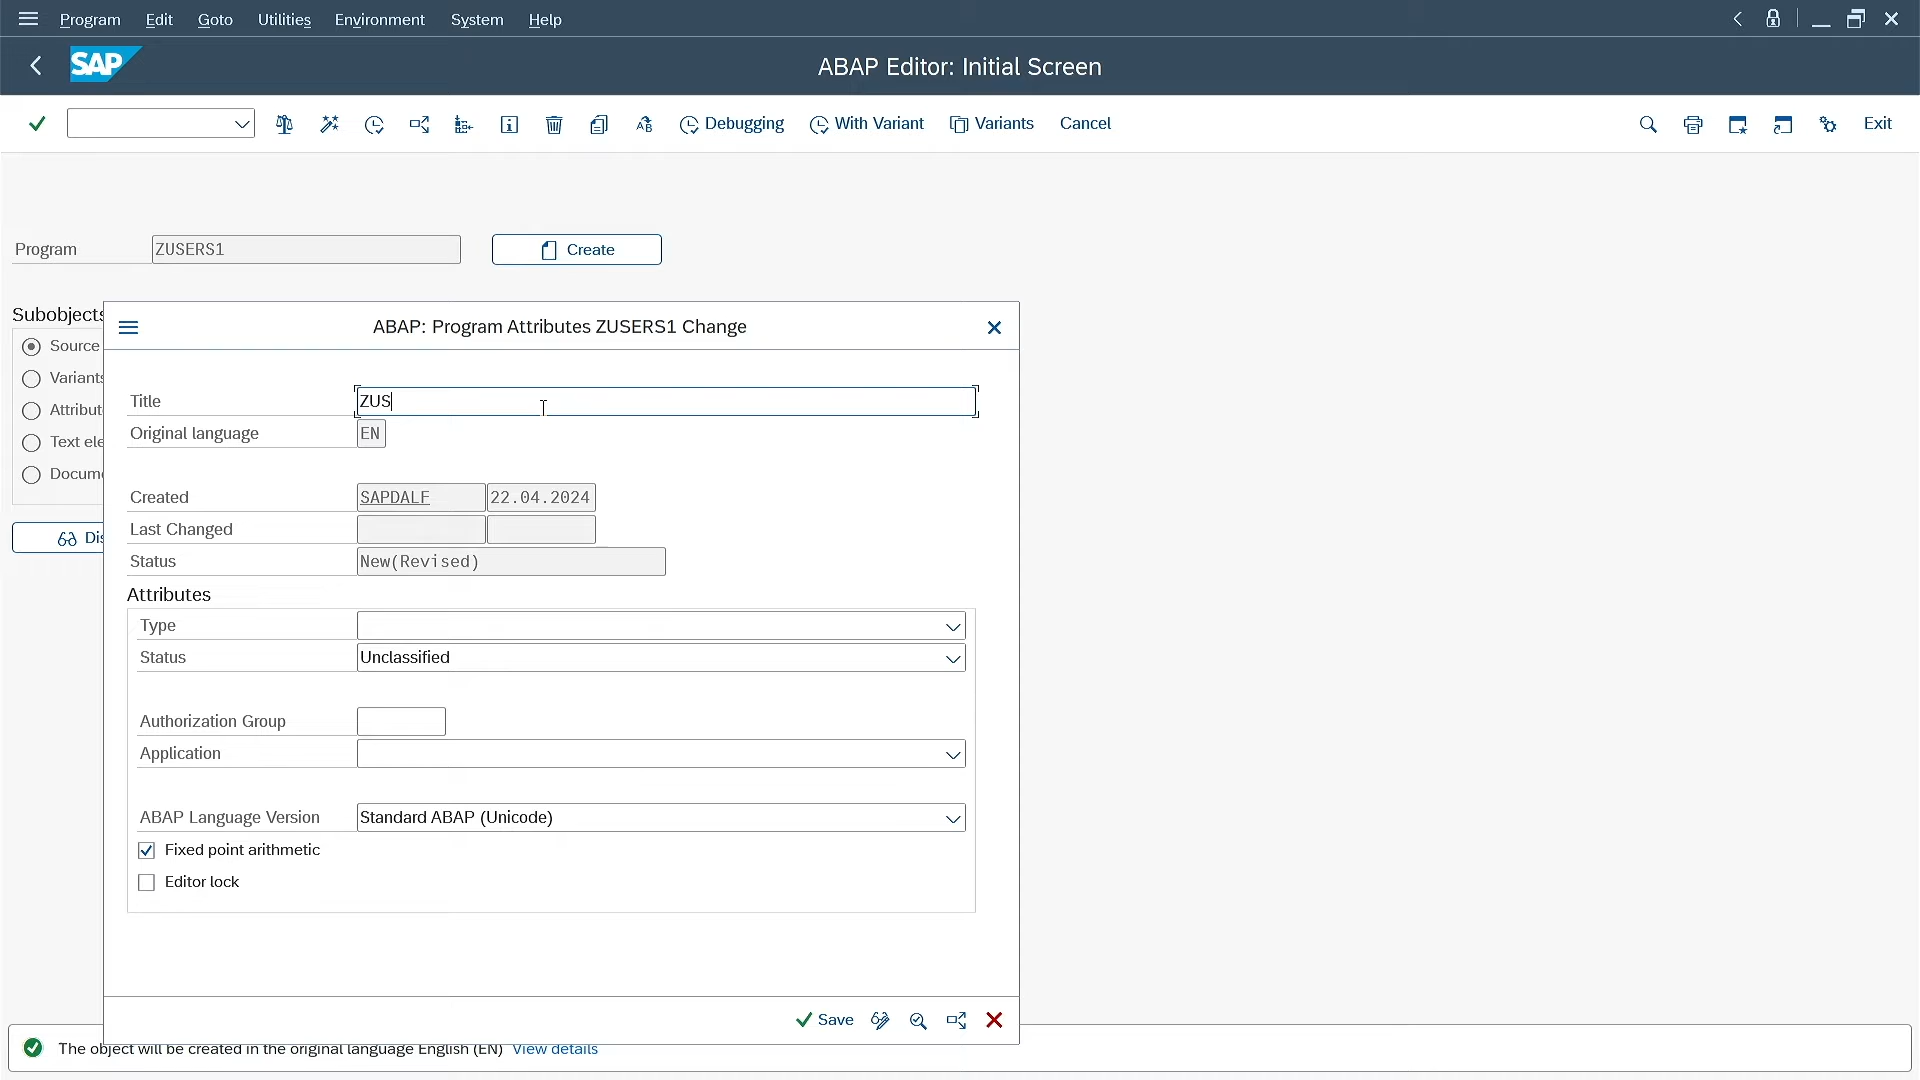 Program Edit Goto Utilities Environment System Help
SAP
ABAP Editor: Initial Screen
Debugging With Variant Variants Cancel Exit
Program ZUSERS1 Create
Subobjects
Source
Variants
Attribut
Text ele
Docume
Dis
ABAP: Program Attributes ZUSERS1 Change
Title ZUS
Original language EN
Created SAPDALF 22.04.2024
Last Changed
Status New(Revised)
Attributes
Type
Status Unclassified
Authorization Group
Application
ABAP Language Version Standard ABAP (Unicode)
Fixed point arithmetic
Editor lock
Save
The object will be created in the original language English (EN) View details